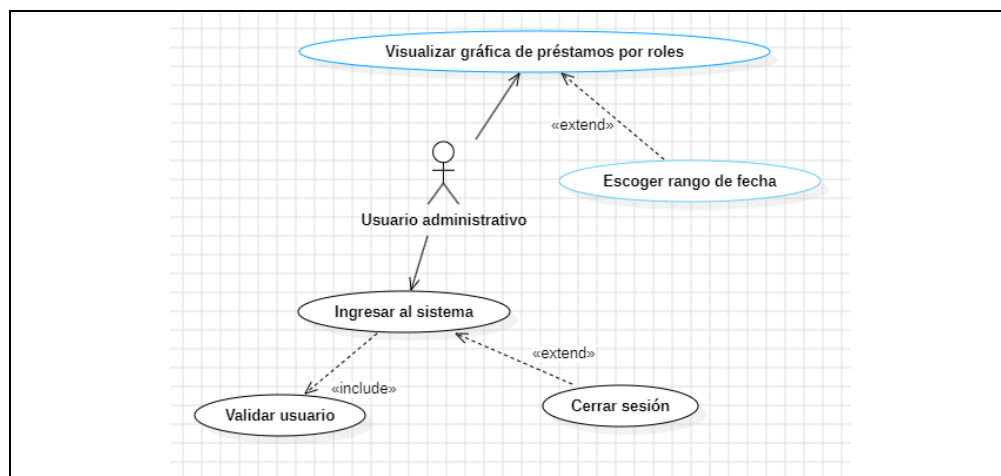 Visualizar gráfica de préstamos por roles
«extend»
Escoger rango de fecha
Usuario administrativo
Ingresar al sistema
«extend»
«include»
Cerrar sesión
Validar usuario